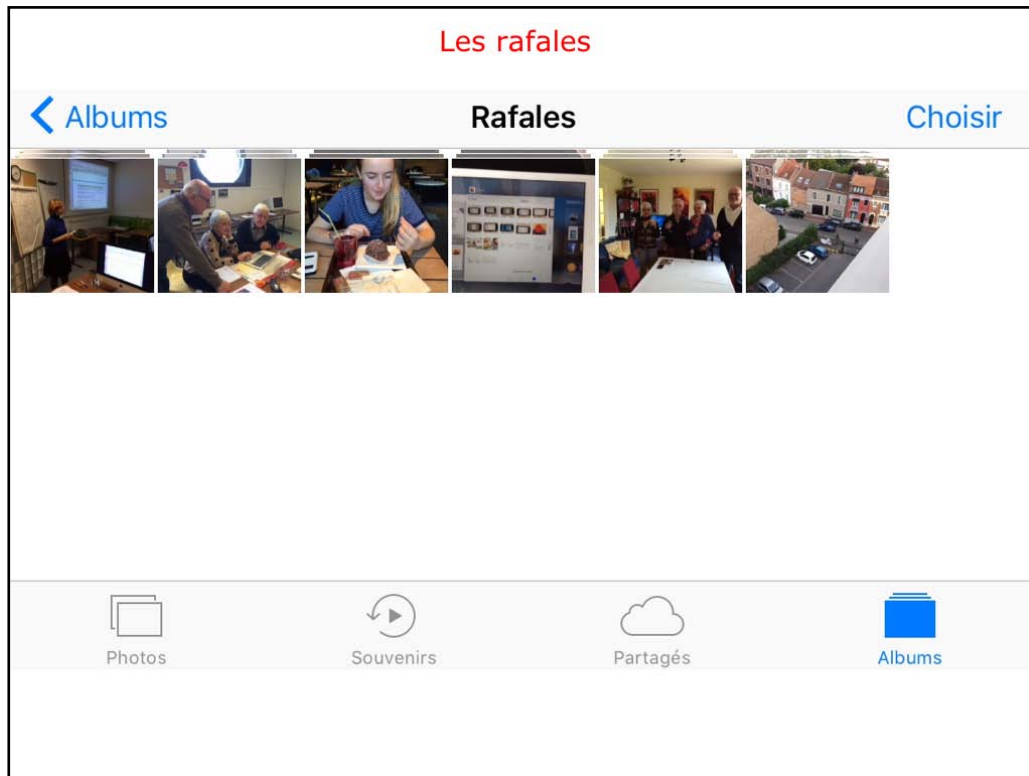 Les rafales
Albums
Rafales
Choisir
Photos
Souvenirs
Partagés
Albums